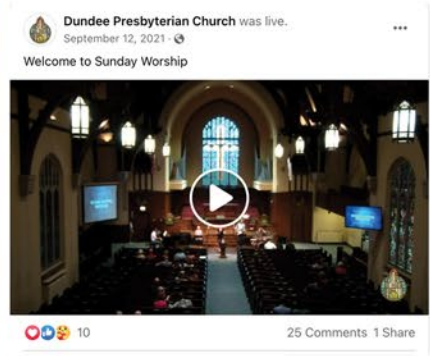 Dundee Presbyterian Church was live.
September 12, 2021 ·
Welcome to Sunday Worship
10
25 Comments 1 Share